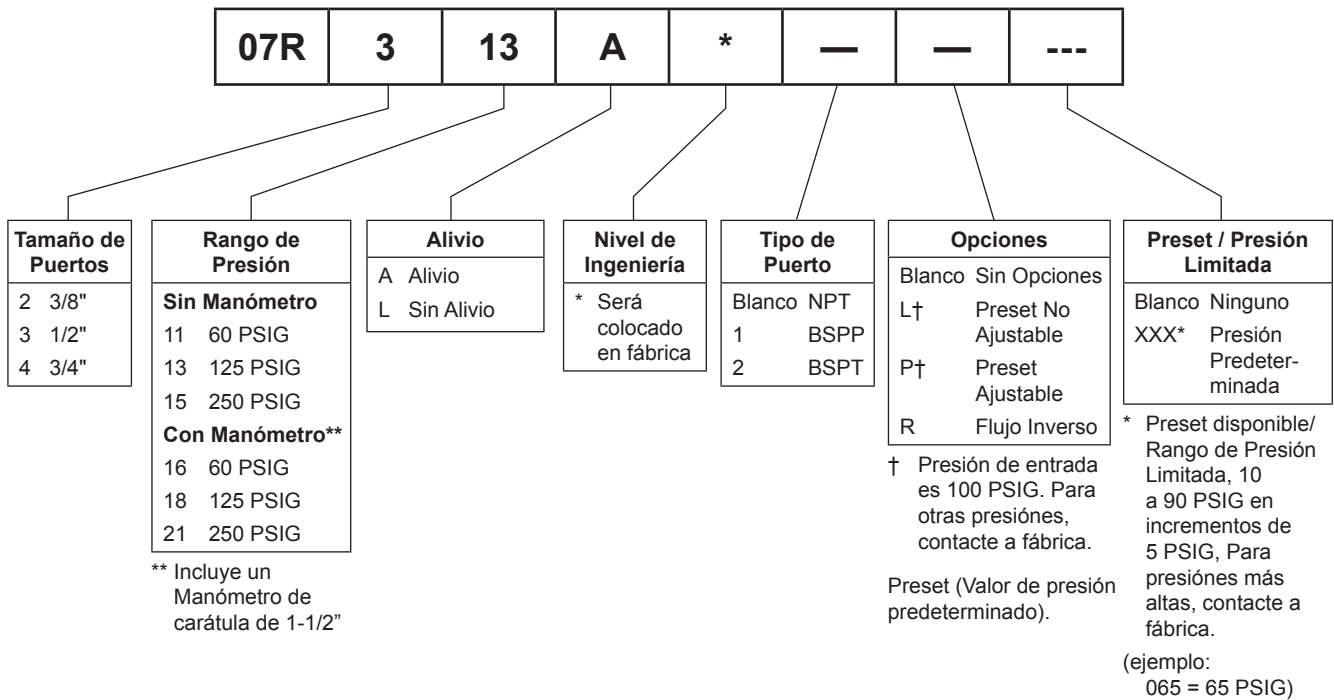 07R 3 13 A * — — ---
Tamaño de
Puertos
2 3/8"
3 1/2"
4 3/4"
Rango de
Presión
Sin Manómetro
11 60 PSIG
13 125 PSIG
15 250 PSIG
Con Manómetro**
16 60 PSIG
18 125 PSIG
21 250 PSIG
** Incluye un
Manómetro de
carátula de 1-1/2”
Alivio
A Alivio
L Sin Alivio
Nivel de
Ingeniería
* Será
colocado
en fábrica
Tipo de
Puerto
Blanco NPT
1 BSPP
2 BSPT
Opciones
Blanco Sin Opciones
L† Preset No
Ajustable
P† Preset
Ajustable
R Flujo Inverso
† Presión de entrada
es 100 PSIG. Para
otras presiónes,
contacte a fábrica.
Preset (Valor de presión
predeterminado).
Preset / Presión
Limitada
Blanco Ninguno
XXX* Presión
Predeter-
minada
* Preset disponible/
Rango de Presión
Limitada, 10
a 90 PSIG en
incrementos de
5 PSIG, Para
presiónes más
altas, contacte a
fábrica.
(ejemplo:
065 = 65 PSIG)